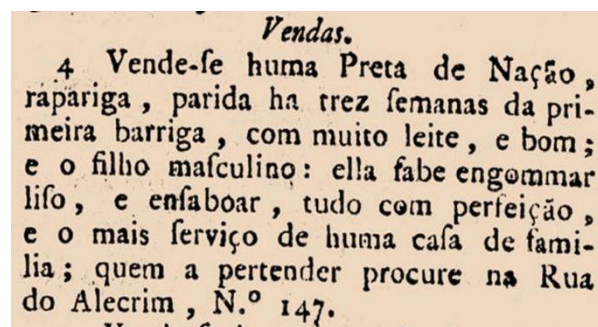 Vendas.
4 Vende-ſe huma Preta de Nação,
rapariga, parida ha trez ſemanas da pri-
meira barriga, com muito leite, e bom;
e o filho maſculino: ella ſabe engommar
liſo, e enſaboar, tudo com perfeição,
e o mais ſerviço de huma caſa de fami-
lia; quem a pertender procure na Rua
do Alecrim, N.º 147.